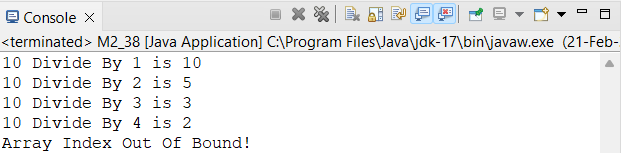 Console
<terminated> M2_38 [Java Application] C:\Program Files\Java\jdk-17\bin\javaw.exe (21-Feb-
10 Divide By 1 is 10
10 Divide By 2 is 5
10 Divide By 3 is 3
10 Divide By 4 is 2
Array Index Out Of Bound!